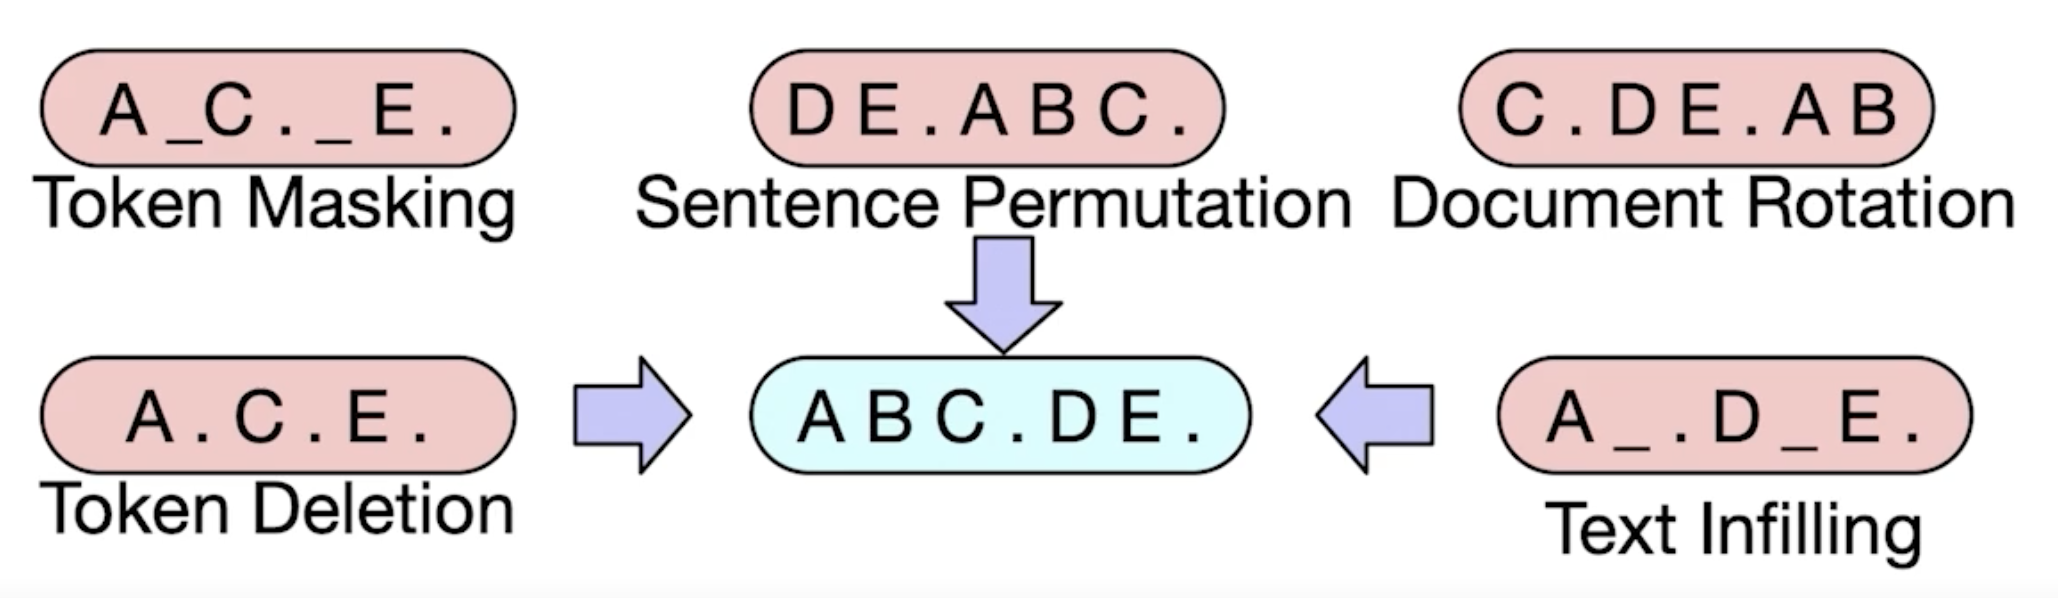 A _C . _ E .
Token Masking
D E . A B C .
Sentence Permutation
C . D E . A B
Document Rotation
A . C . E .
Token Deletion
A B C . D E .
A _ . D _ E .
Text Infilling